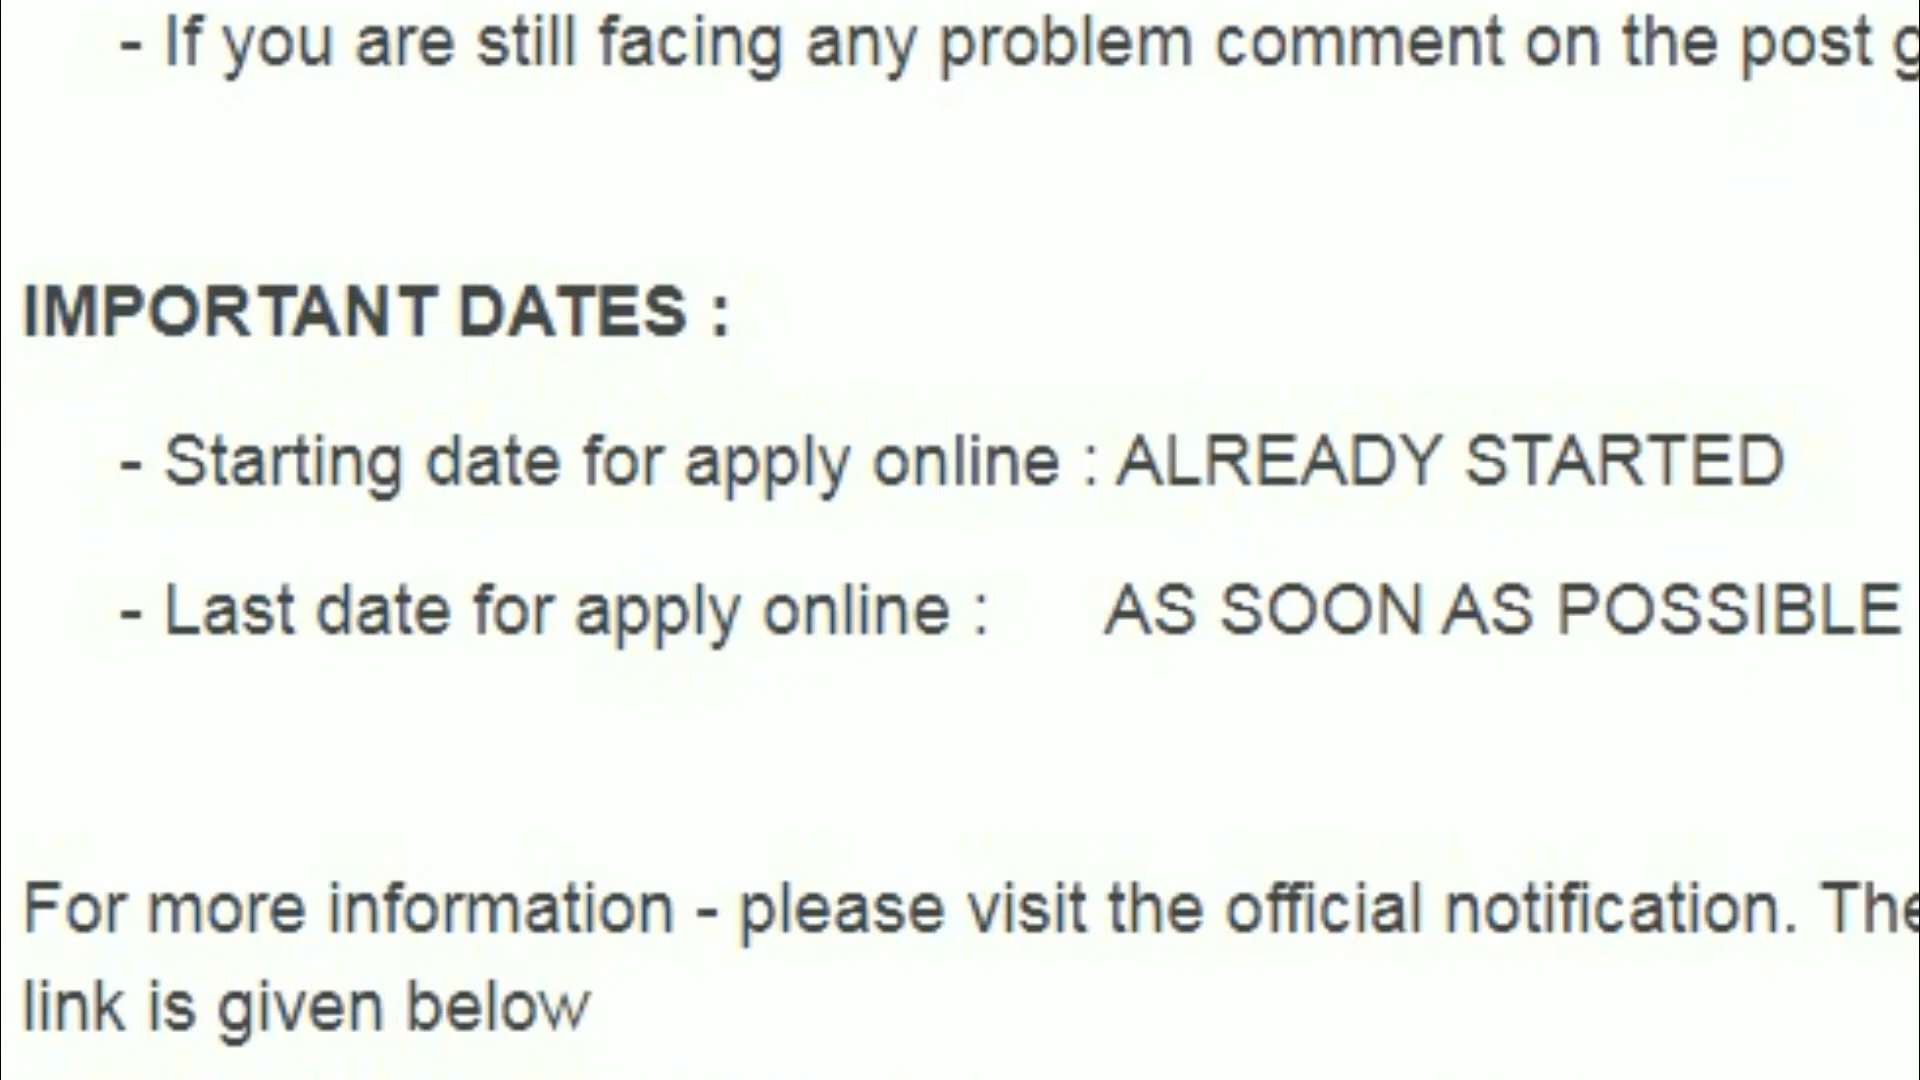 - If you are still facing any problem comment on the post
IMPORTANT DATES :
- Starting date for apply online : ALREADY STARTED
- Last date for apply online : AS SOON AS POSSIBLE
For more information - please visit the official notification. The
link is given below